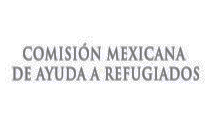 COMISIÓN MEXICANA
DE AYUDA A REFUGIADOS